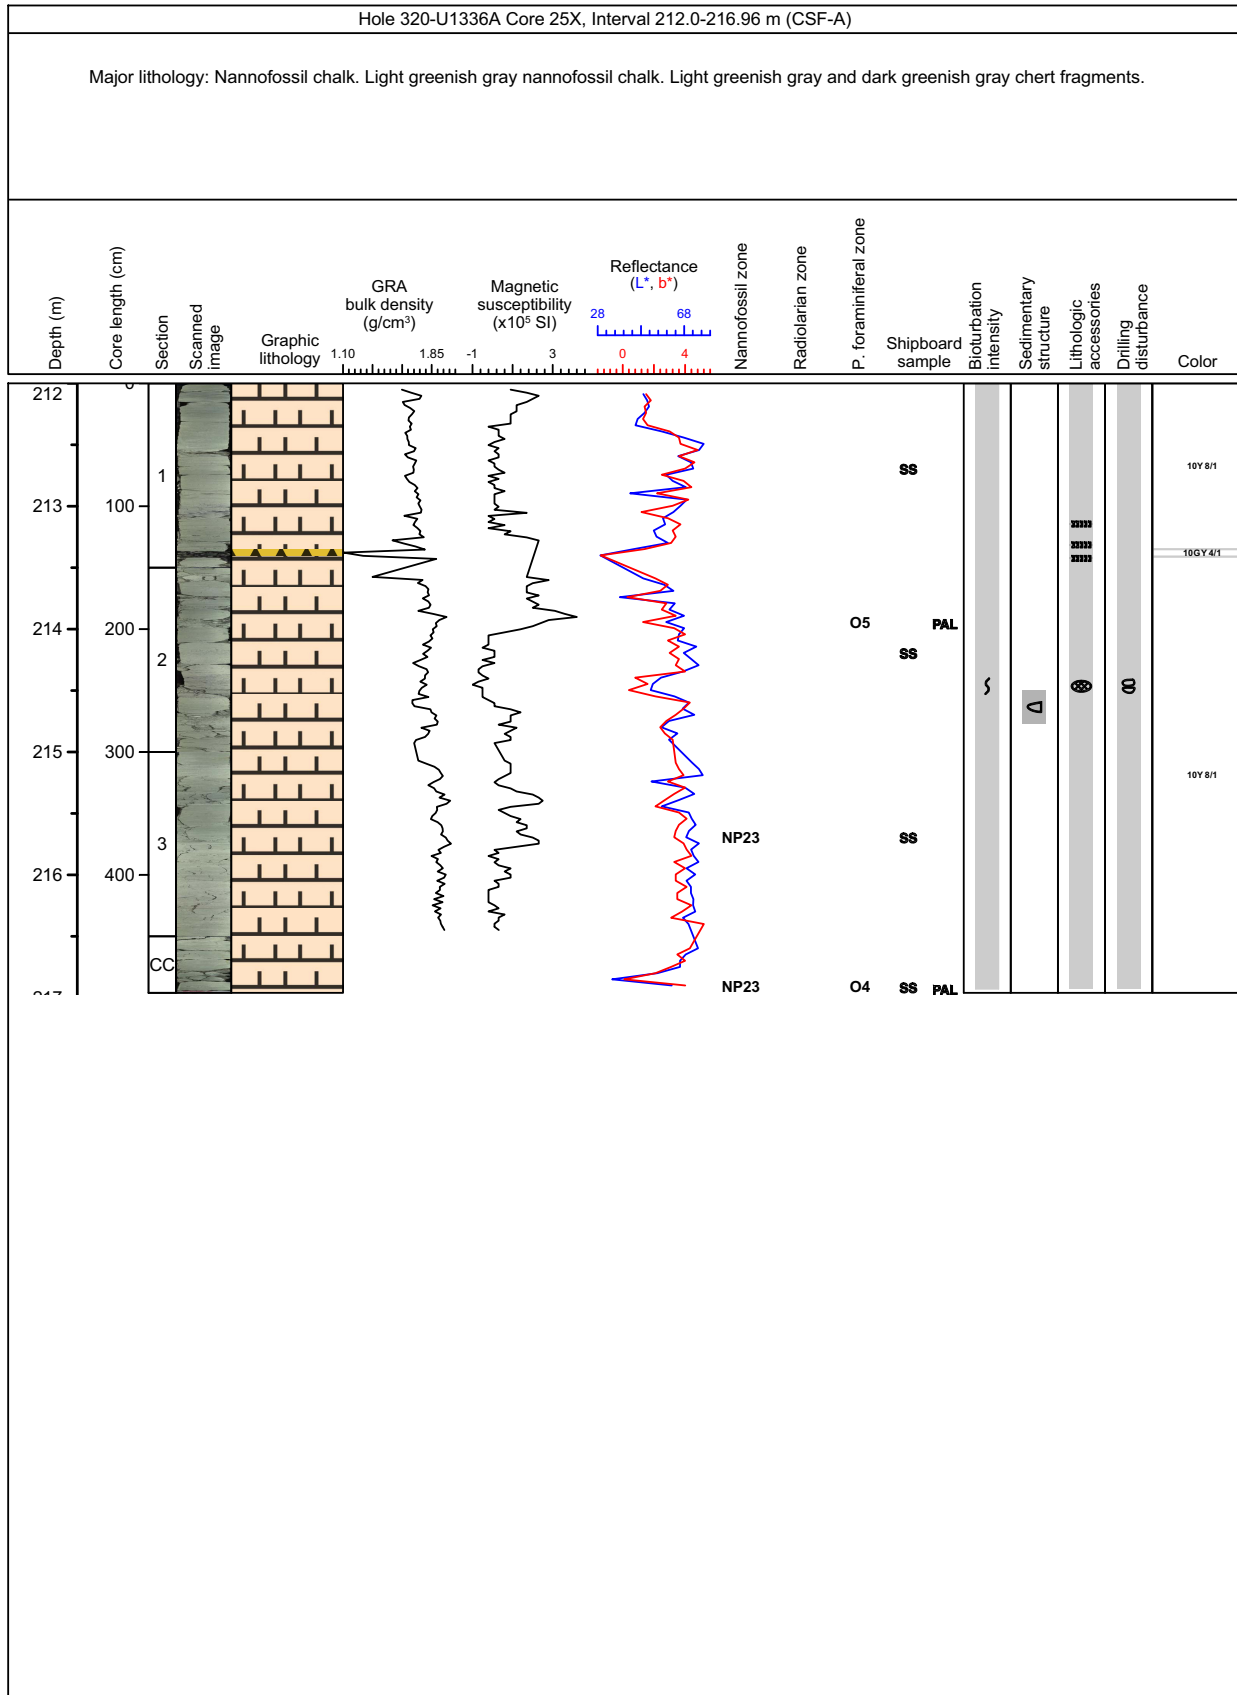 Hole 320-U1336A Core 25X, Interval 212.0-216.96 m (CSF-A)
Major lithology: Nannofossil chalk. Light greenish gray nannofossil chalk. Light greenish gray and dark greenish gray chert fragments.
Depth (m)
Core length (cm)
Section
Scanned
image
Graphic
lithology
GRA
bulk density
(g/cm³)
1.10 1.85
Magnetic
susceptibility
(x10⁵ SI)
-1 3
Reflectance
(L*, b*)
28 68
0 4
Nannofossil zone
Radiolarian zone
P. foraminiferal zone
Shipboard
sample
Bioturbation
intensity
Sedimentary
structure
Lithologic
accessories
Drilling
disturbance
Color
212 0
1 SS 10Y 8/1
213 100
10GY 4/1
214 200 O5 PAL
2 SS
215 300
10Y 8/1
3 NP23 SS
216 400
CC
217 NP23 O4 SS PAL